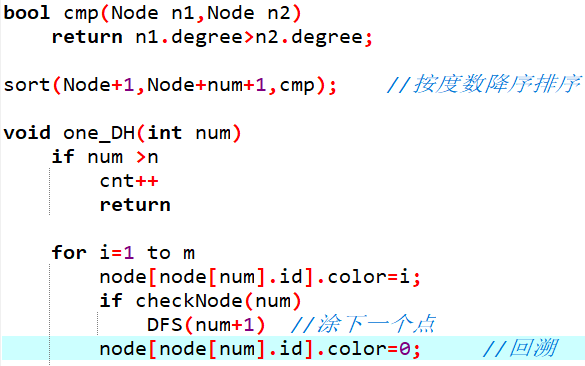 bool cmp(Node n1,Node n2)
    return n1.degree>n2.degree;
sort(Node+1,Node+num+1,cmp);    //按度数降序排序
void one_DH(int num)
    if num >n
        cnt++
        return
    for i=1 to m
        node[node[num].id].color=i;
        if checkNode(num)
            DFS(num+1)  //涂下一个点
        node[node[num].id].color=0;     //回溯